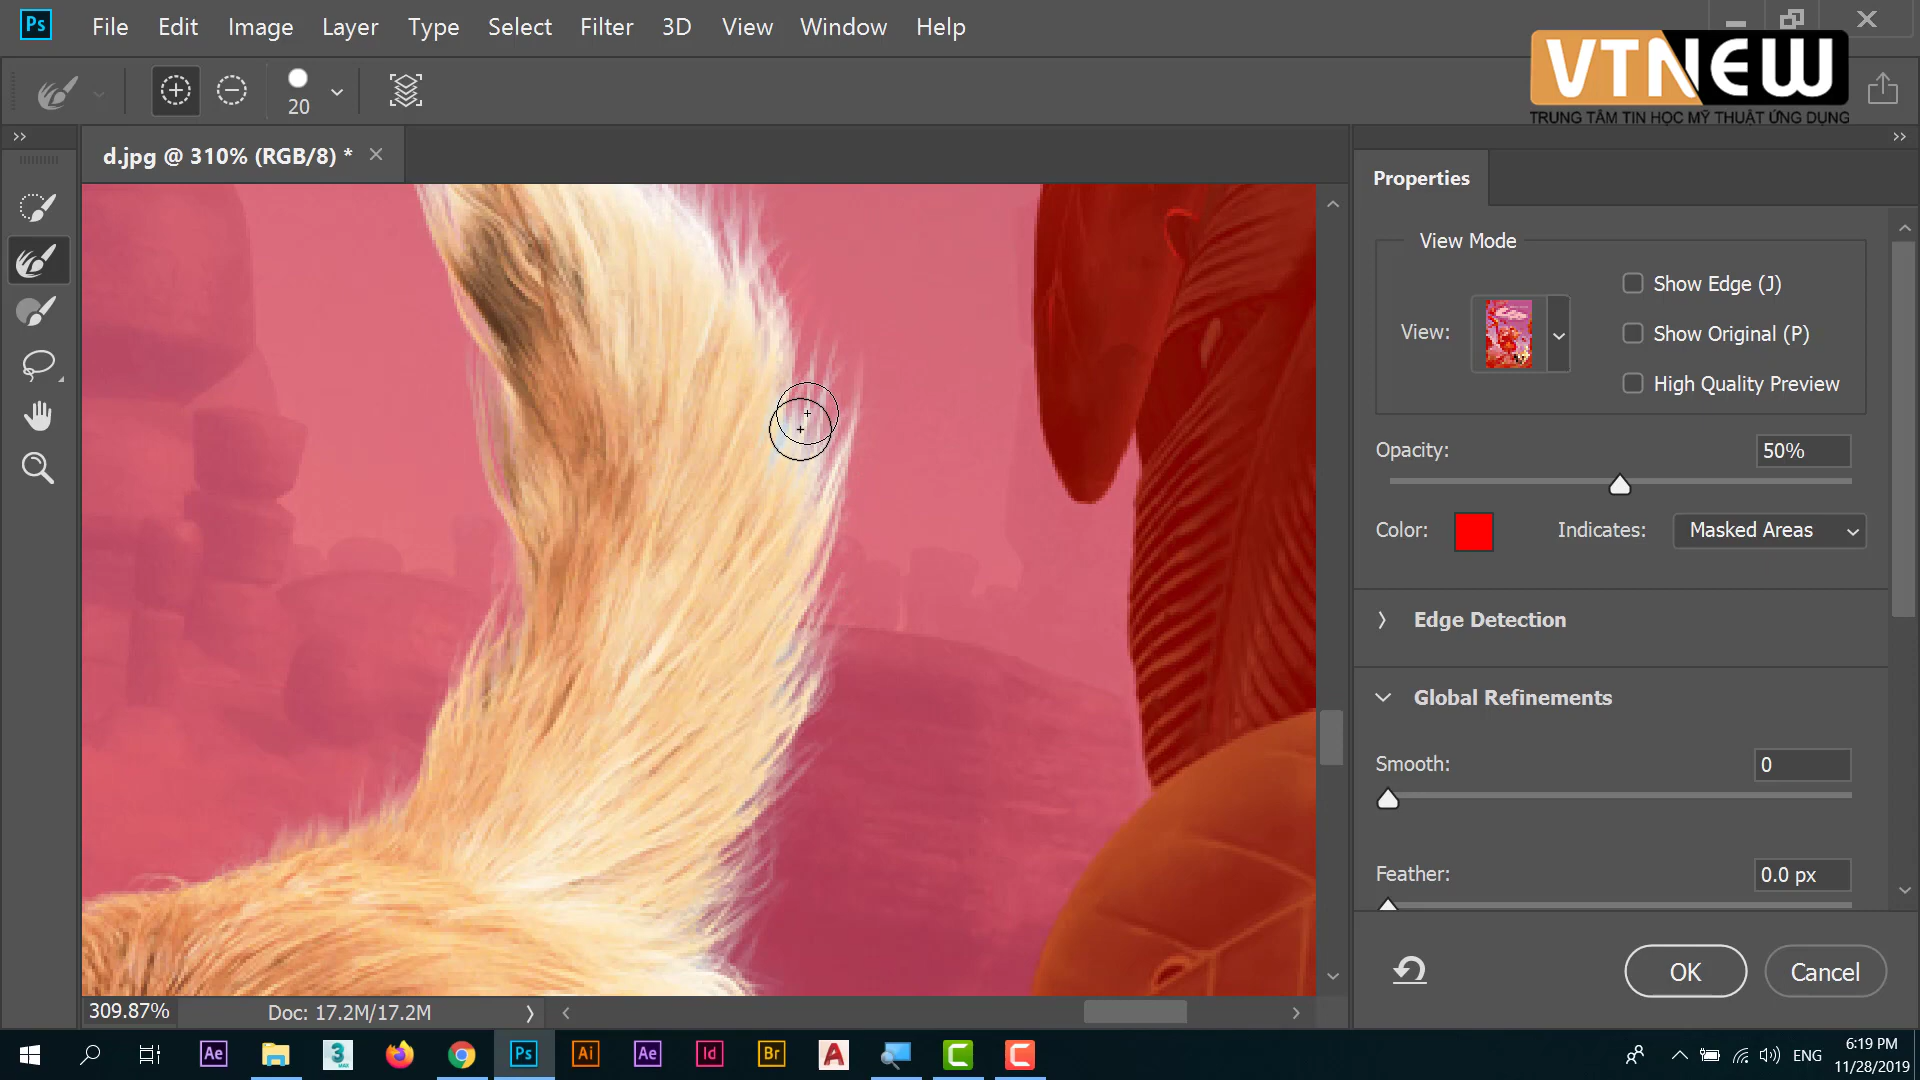 Ps File Edit Image Layer Type Select Filter 3D View Window Help
VTNEW
TRUNG TÂM TIN HỌC MỸ THUẬT ỨNG DỤNG
20
d.jpg @ 310% (RGB/8) *
Properties
View Mode
View:
Show Edge (J)
Show Original (P)
High Quality Preview
Opacity: 50%
Color: Indicates: Masked Areas
Edge Detection
Global Refinements
Smooth: 0
Feather: 0.0 px
OK Cancel
309.87% Doc: 17.2M/17.2M
Ae 3 Ps Ai Ae Id Br A ENG 6:19 PM
11/28/2019